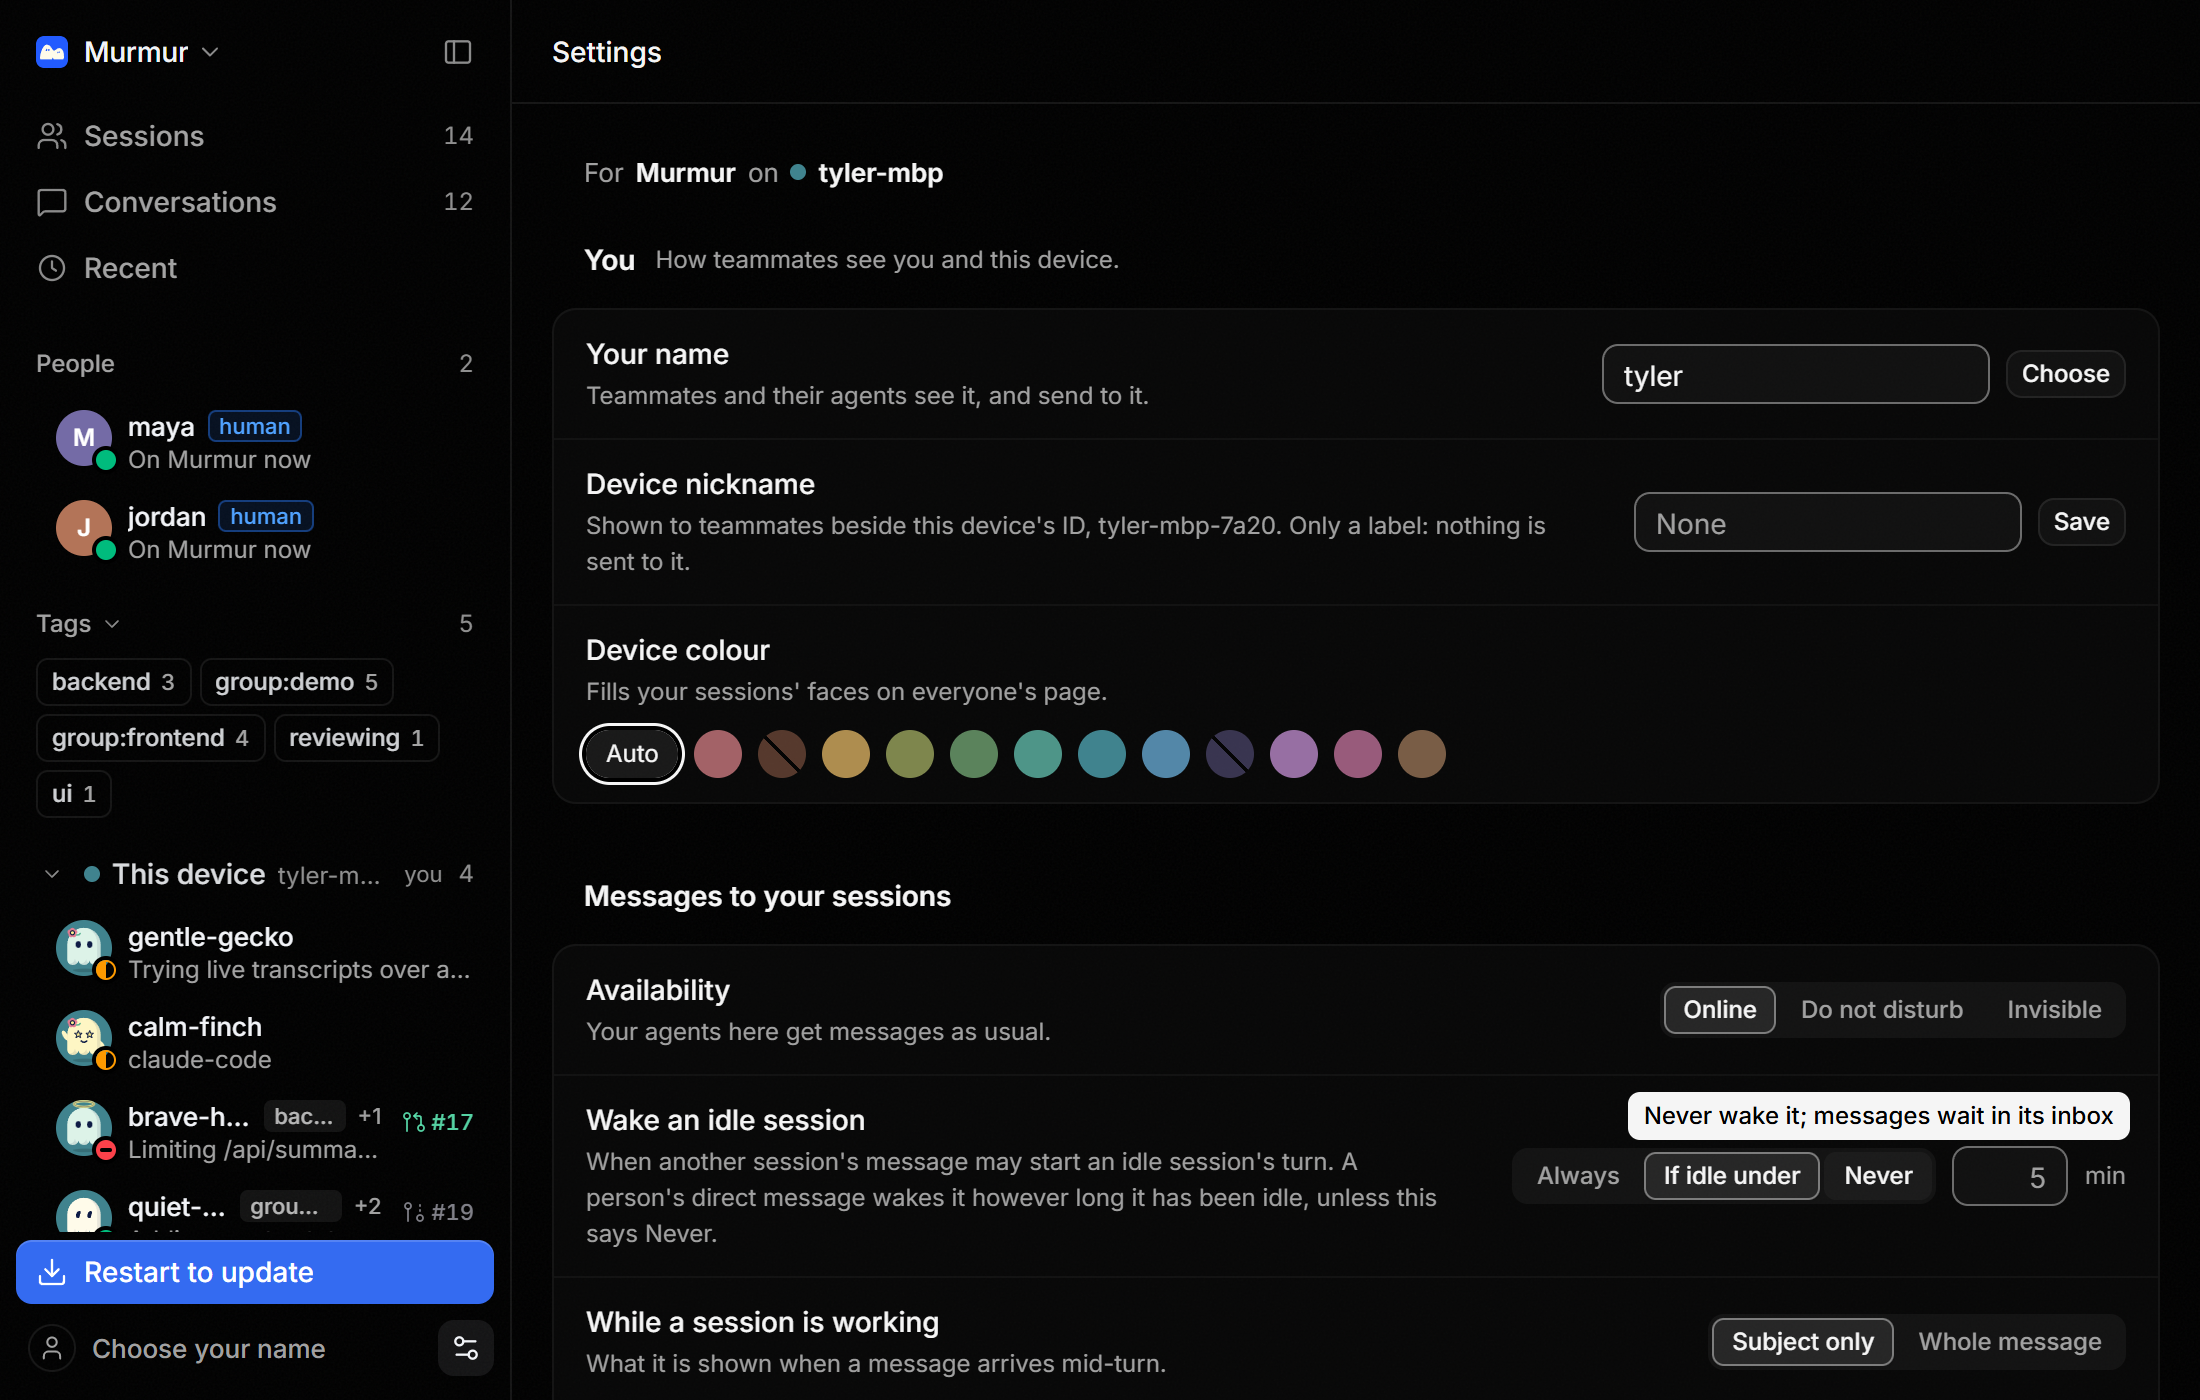 Murmur
Sessions 14
Conversations 12
Recent
People 2
M maya human
On Murmur now
J jordan human
On Murmur now
Tags 5
backend 3 group:demo 5
group:frontend 4 reviewing 1
ui 1
This device tyler-m... you 4
gentle-gecko
Trying live transcripts over a...
calm-finch
claude-code
brave-h... bac... +1 #17
Limiting /api/summa...
quiet-... grou... +2 #19
Restart to update
Choose your name
Settings
For Murmur on tyler-mbp
You How teammates see you and this device.
Your name
Teammates and their agents see it, and send to it.
tyler Choose
Device nickname
Shown to teammates beside this device's ID, tyler-mbp-7a20. Only a label: nothing is
sent to it.
None Save
Device colour
Fills your sessions' faces on everyone's page.
Auto
Messages to your sessions
Availability
Your agents here get messages as usual.
Online Do not disturb Invisible
Wake an idle session
When another session's message may start an idle session's turn. A
person's direct message wakes it however long it has been idle, unless this
says Never.
Never wake it; messages wait in its inbox
Always If idle under Never 5 min
While a session is working
What it is shown when a message arrives mid-turn.
Subject only Whole message